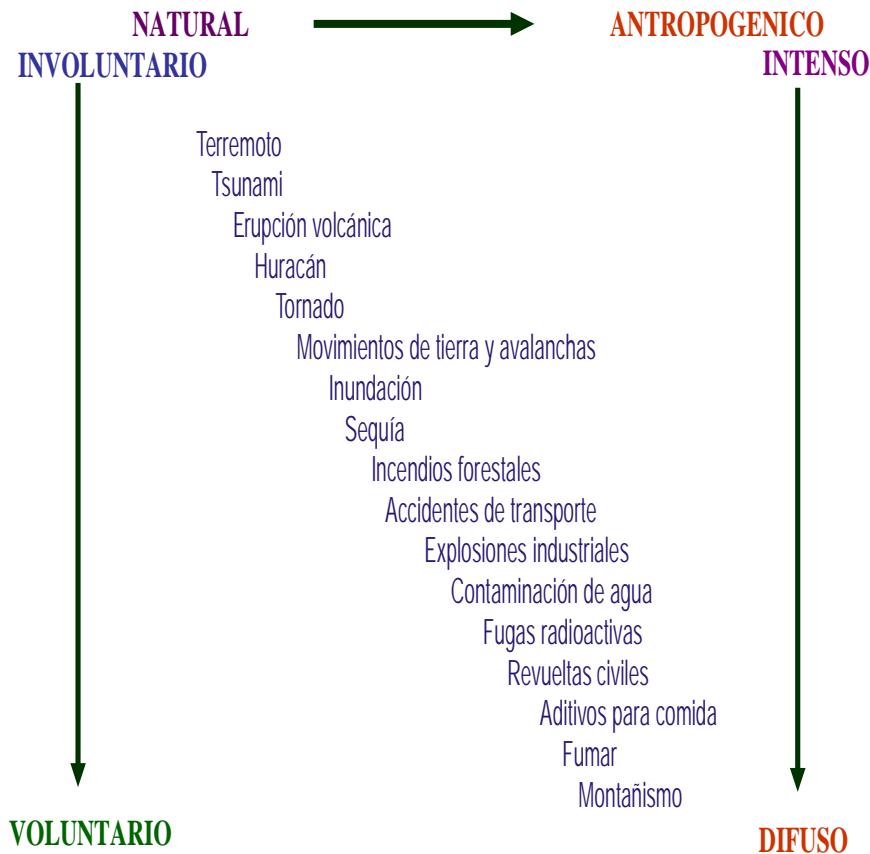 NATURAL ANTROPOGENICO
INVOLUNTARIO INTENSO
Terremoto
Tsunami
Erupción volcánica
Huracán
Tornado
Movimientos de tierra y avalanchas
Inundación
Sequía
Incendios forestales
Accidentes de transporte
Explosiones industriales
Contaminación de agua
Fugas radioactivas
Revueltas civiles
Aditivos para comida
Fumar
Montañismo
VOLUNTARIO DIFUSO